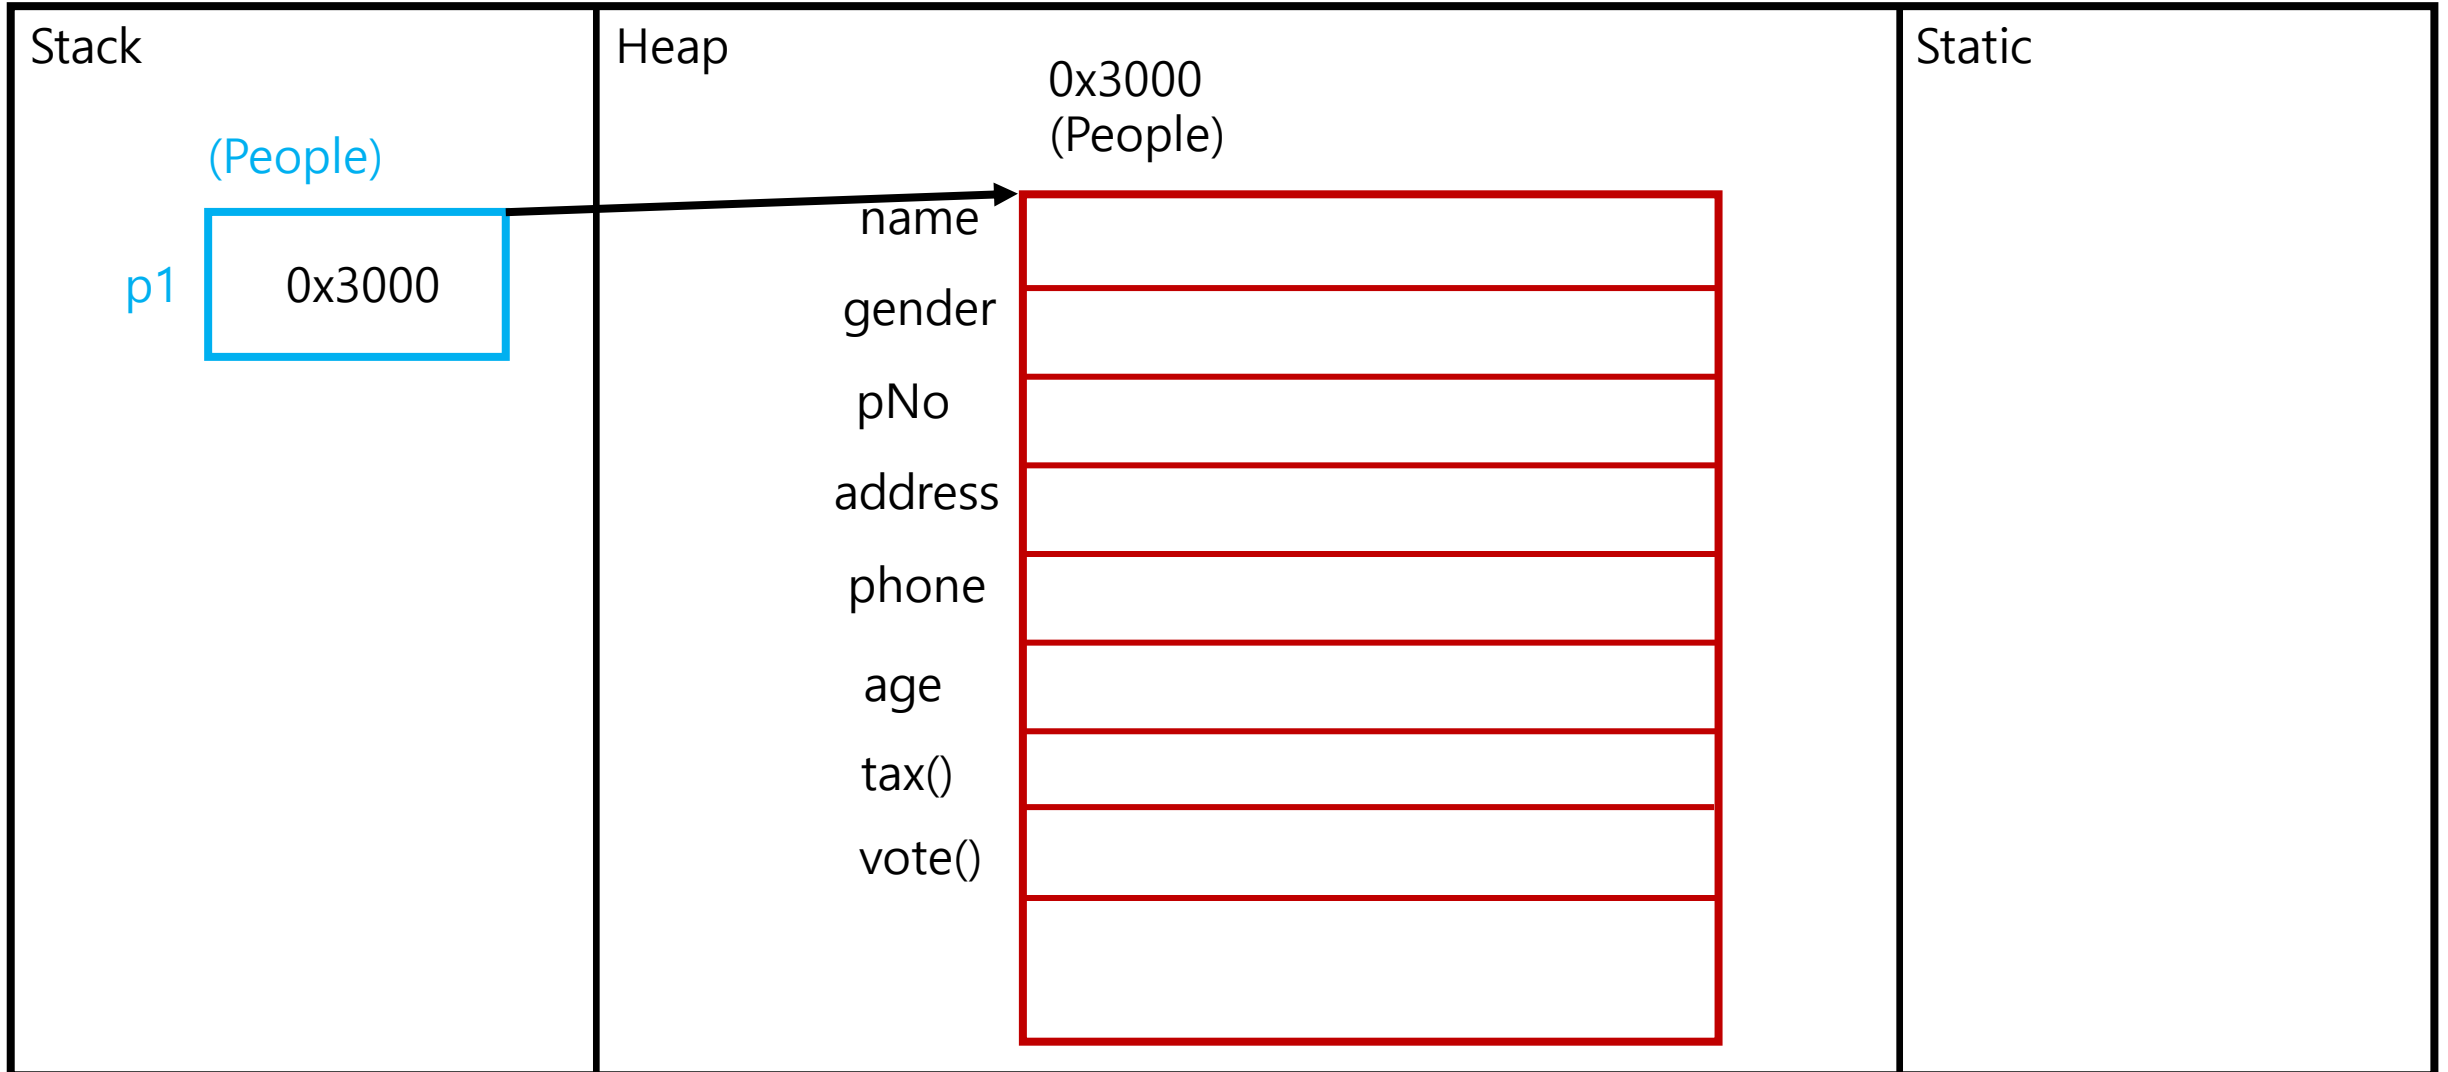 Stack
Heap
Static
0x3000
(People)
(People)
p1
0x3000
name
gender
pNo
address
phone
age
tax()
vote()